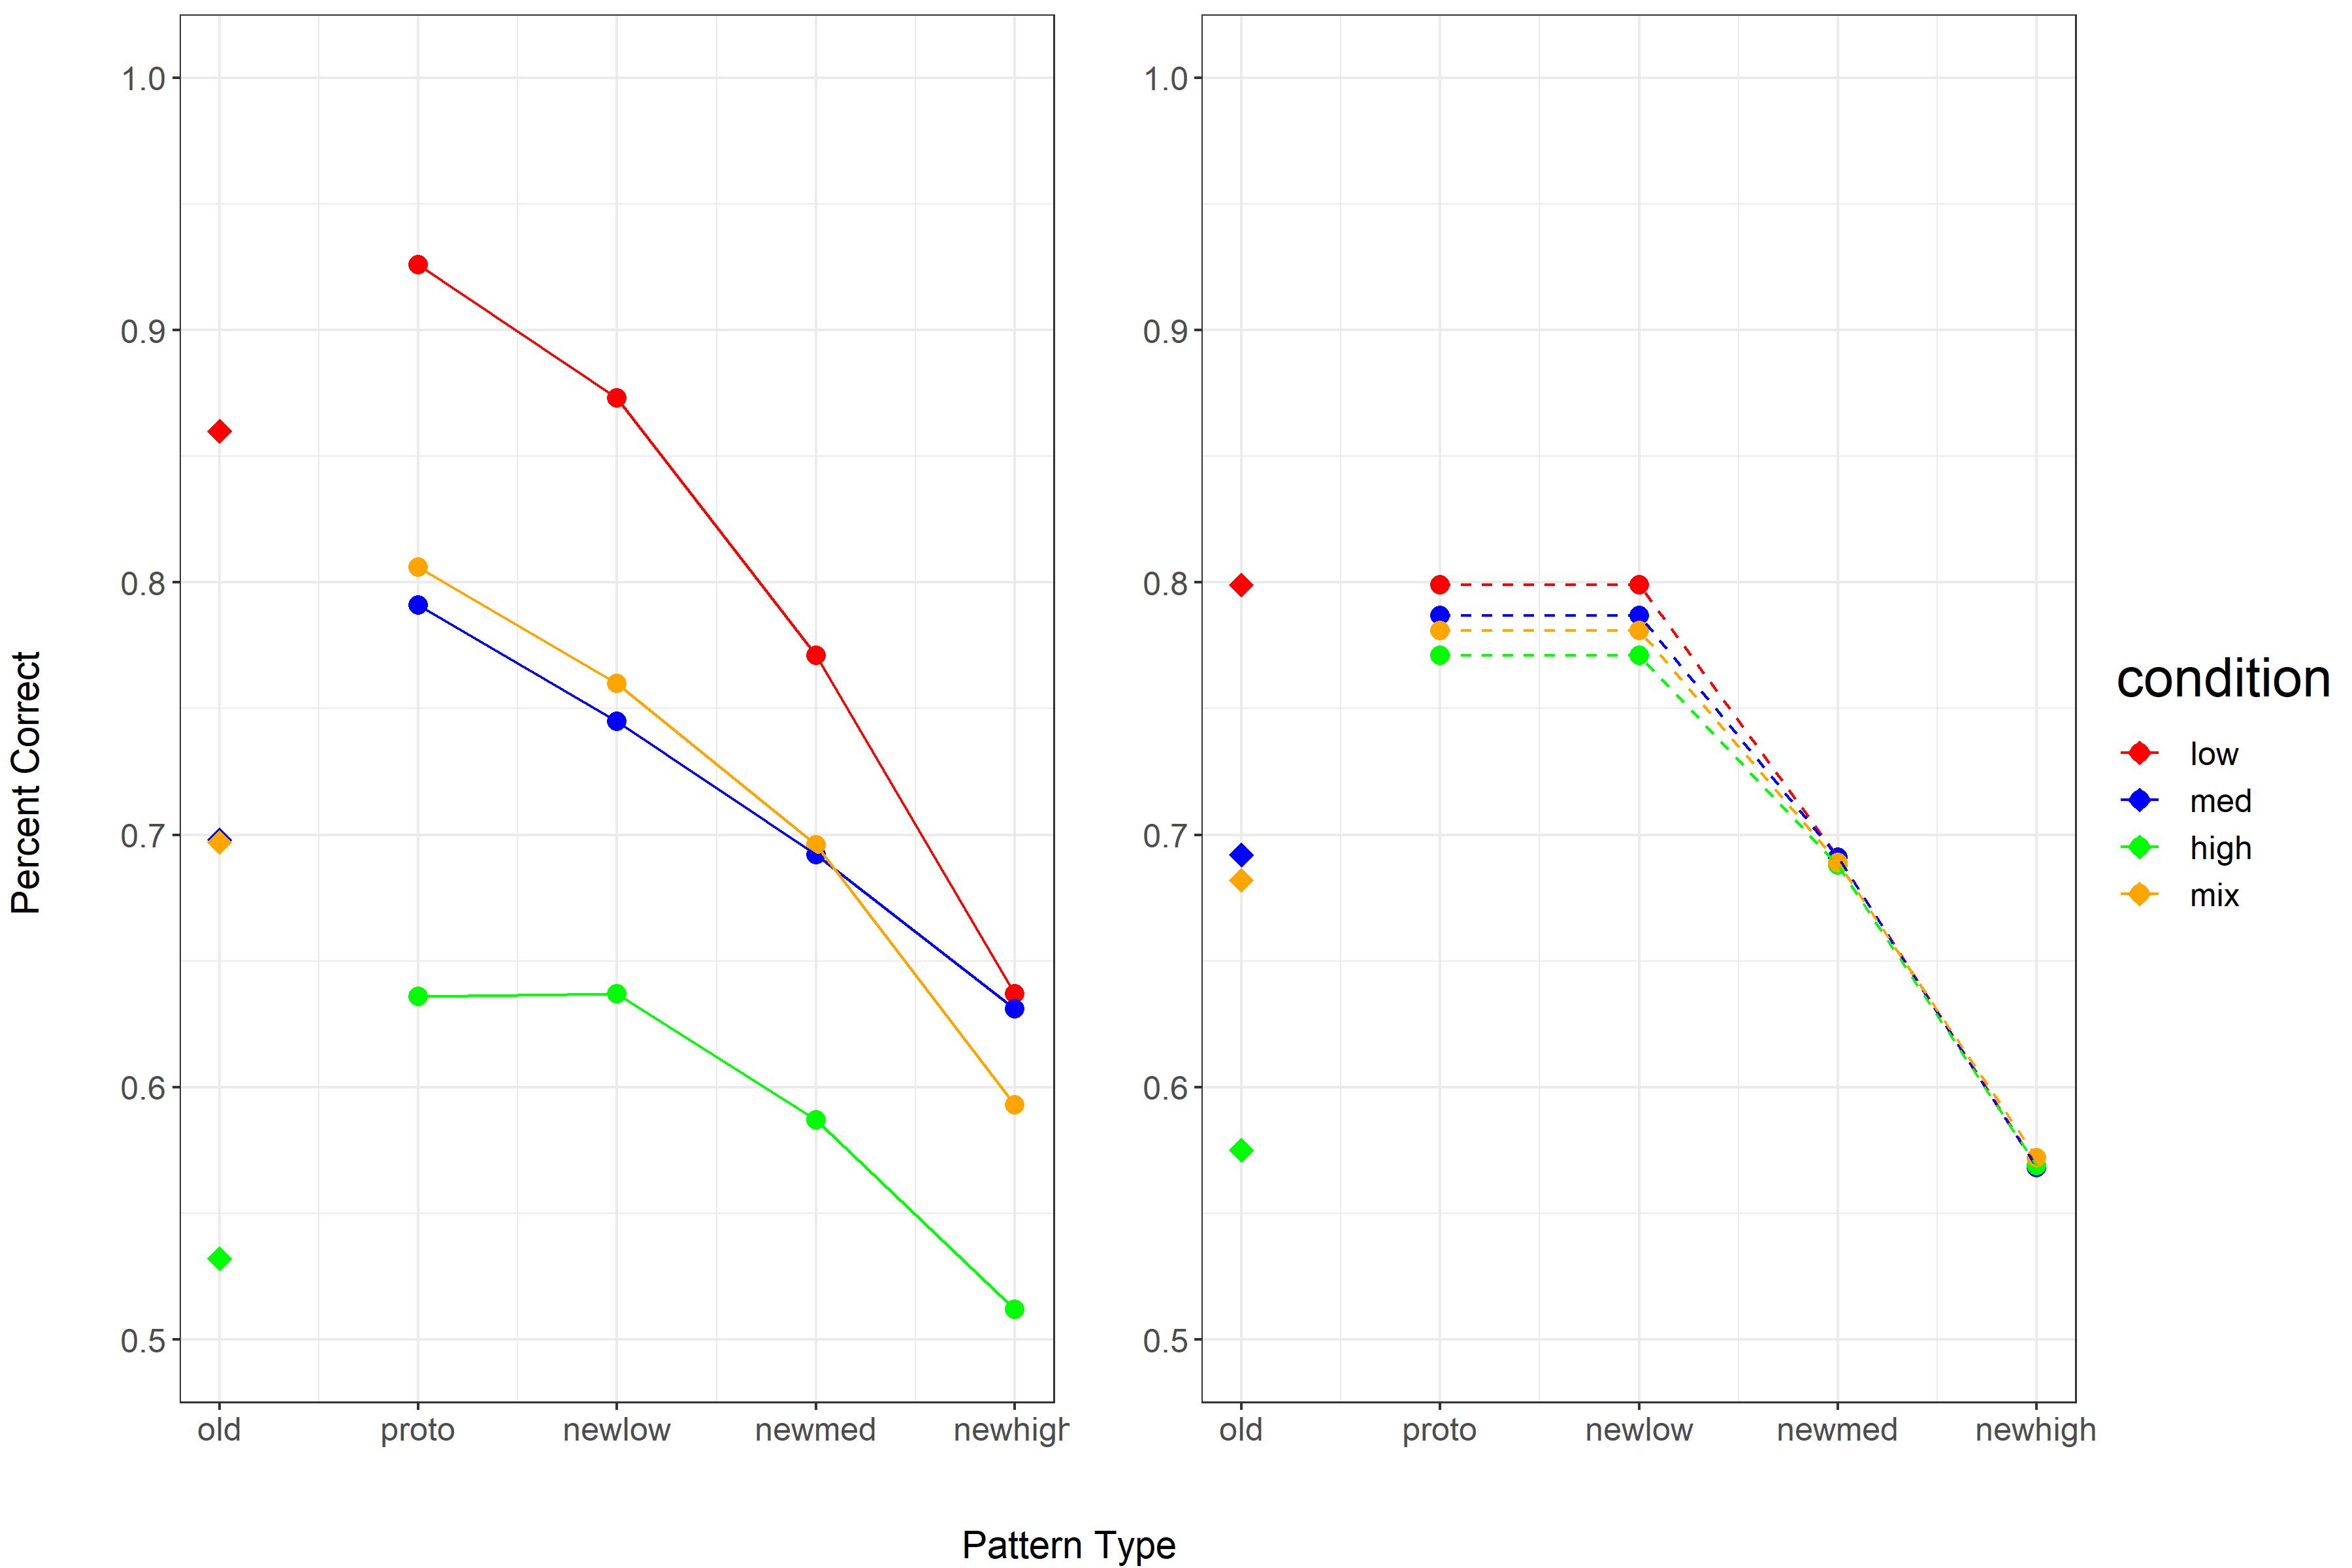 Percent Correct
1.0
0.9
0.8
0.7
0.6
0.5
old proto newlow newmed newhigh
1.0
0.9
0.8
0.7
0.6
0.5
old proto newlow newmed newhigh
Pattern Type
condition
low
med
high
mix